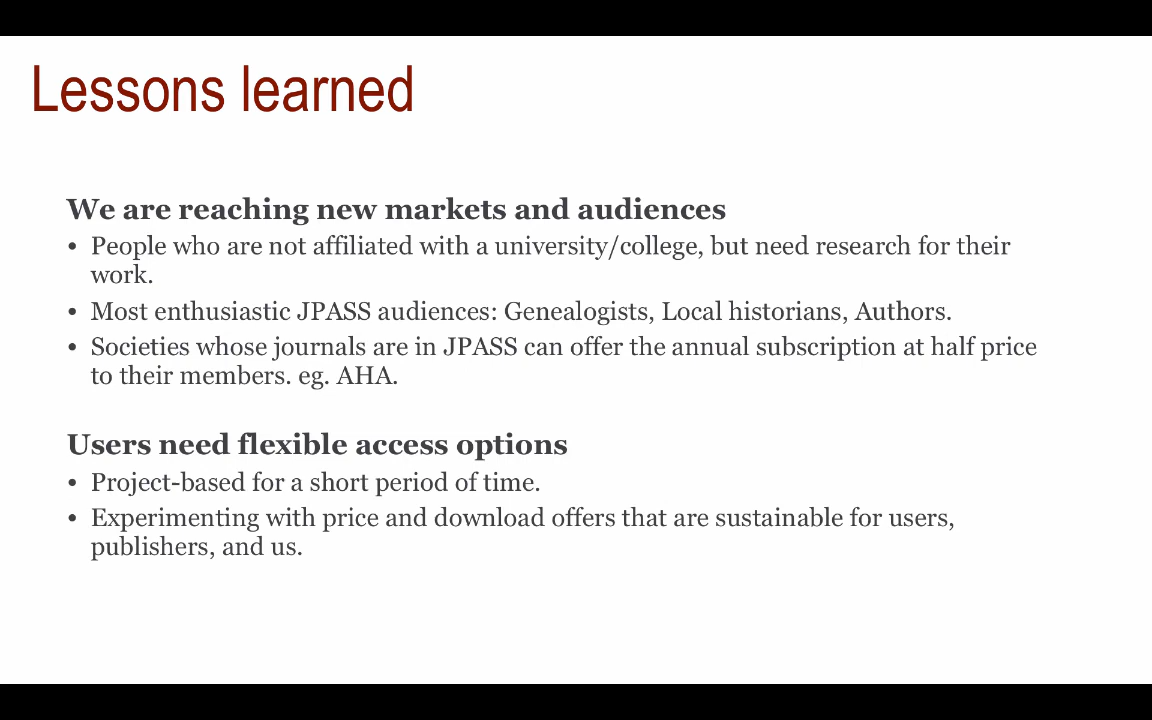 Lessons learned
We are reaching new markets and audiences
• People who are not affiliated with a university/college, but need research for their
work.
• Most enthusiastic JPASS audiences: Genealogists, Local historians, Authors.
• Societies whose journals are in JPASS can offer the annual subscription at half price
to their members. eg. AHA.
Users need flexible access options
• Project-based for a short period of time.
• Experimenting with price and download offers that are sustainable for users,
publishers, and us.